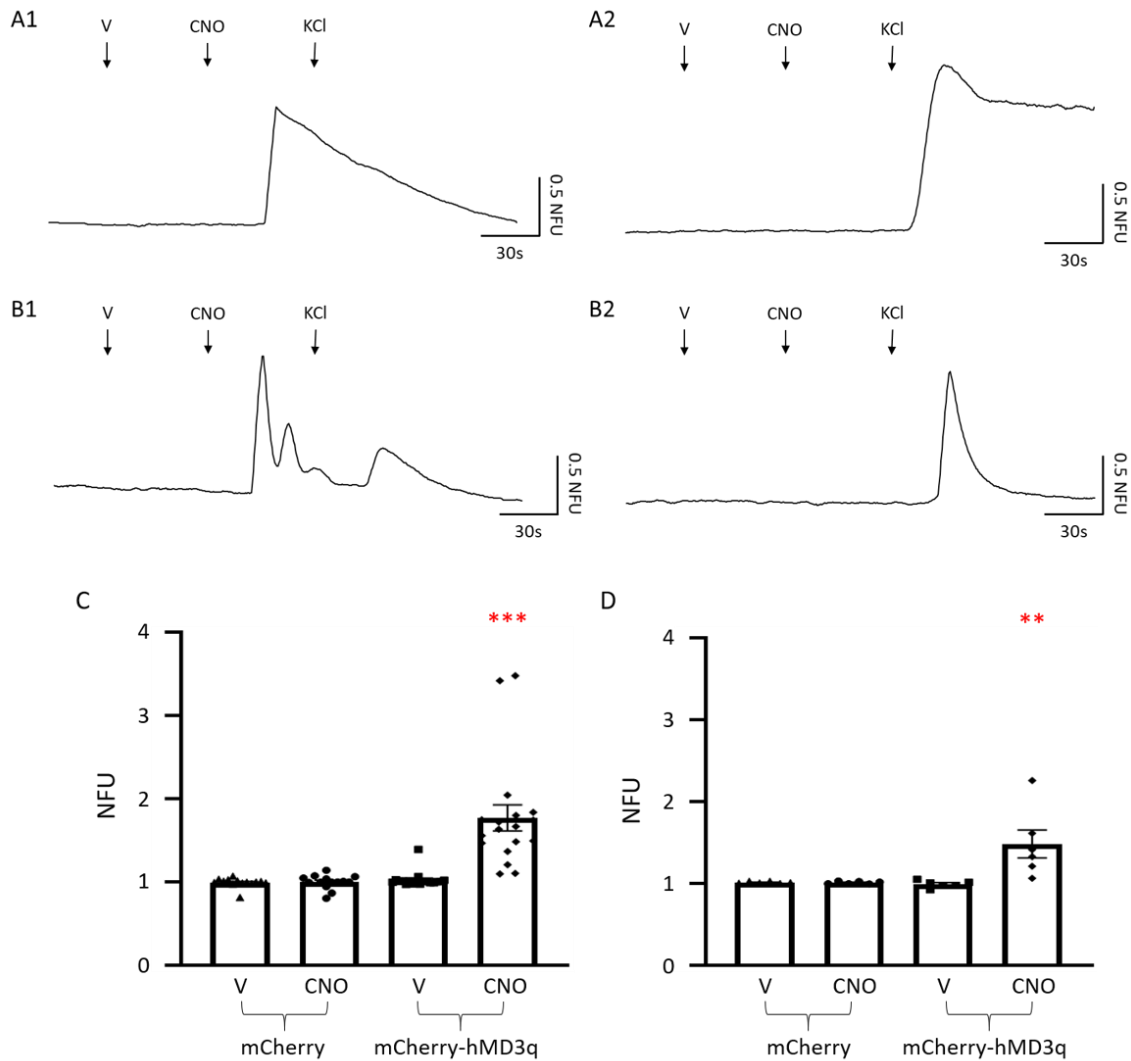 A1
V CNO KCl
0.5 NFU
30s
A2
V CNO KCl
0.5 NFU
30s
B1
V CNO KCl
0.5 NFU
30s
B2
V CNO KCl
0.5 NFU
30s
C
***
4
3
2
1
0
NFU
V CNO V CNO
mCherry mCherry-hMD3q
D
**
4
3
2
1
0
NFU
V CNO V CNO
mCherry mCherry-hMD3q